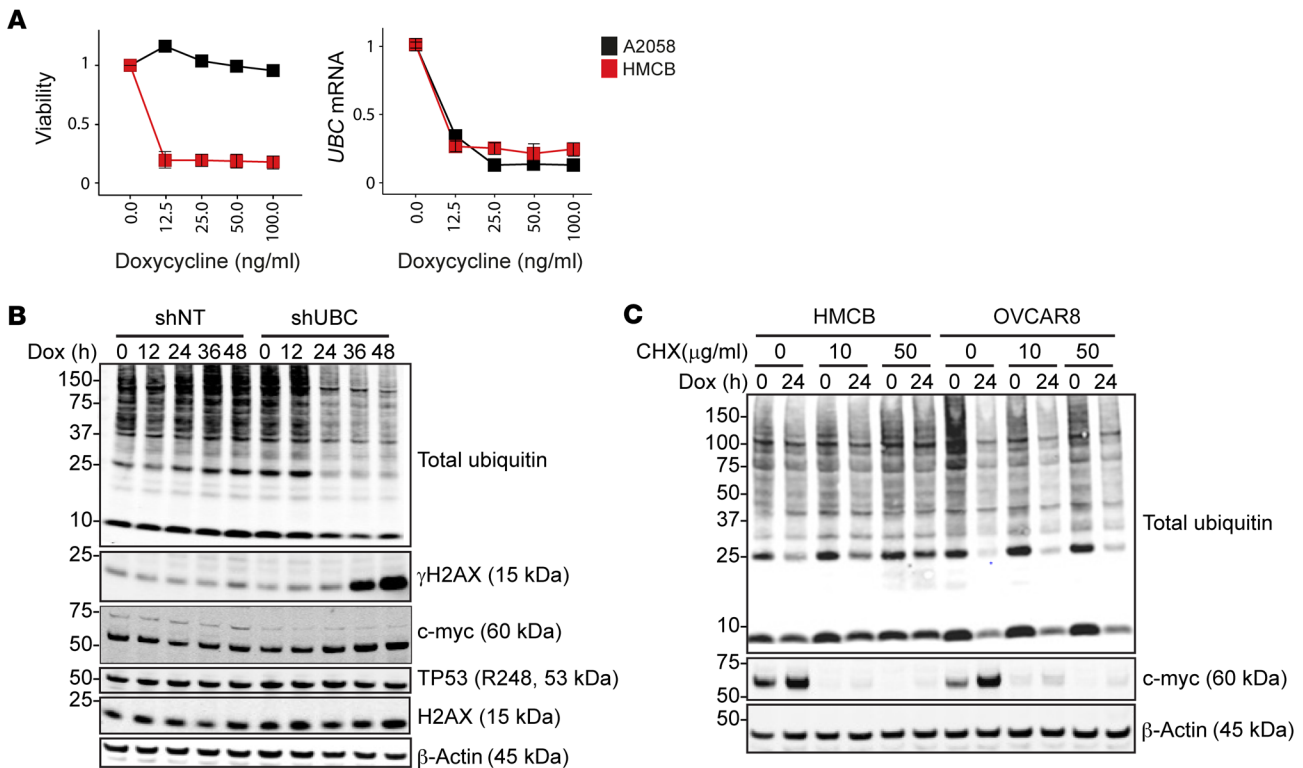 A
Viability
1
0.5
0
0.0
12.5
25.0
50.0
100.0
Doxycycline (ng/ml)
UBC mRNA
1
0.5
0
0.0
12.5
25.0
50.0
100.0
Doxycycline (ng/ml)
A2058
HMCB
B
shNT shUBC
Dox (h) 0 12 24 36 48 0 12 24 36 48
150
75
37
25
10
Total ubiquitin
25
γH2AX (15 kDa)
75
50
c-myc (60 kDa)
50
TP53 (R248, 53 kDa)
25
H2AX (15 kDa)
β-Actin (45 kDa)
C
HMCB OVCAR8
CHX(μg/ml) 0 10 50 0 10 50
Dox (h) 0 24 0 24 0 24 0 24 0 24 0 24
150
100
75
50
37
25
10
Total ubiquitin
75
50
c-myc (60 kDa)
50
β-Actin (45 kDa)